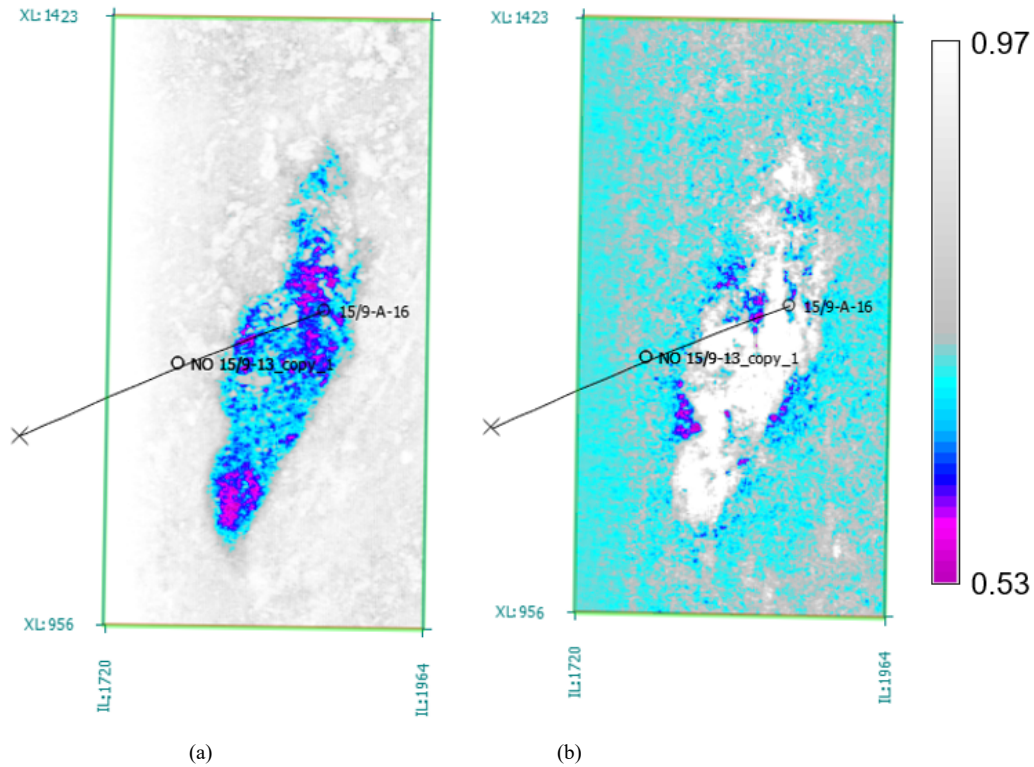 XL: 1423
XL: 1423
0.97
15/9-A-16
15/9-A-16
NO 15/9-13_copy_1
NO 15/9-13_copy_1
0.53
XL: 956
XL: 956
IL:1720
IL:1964
IL:1720
IL:1964
(a)
(b)